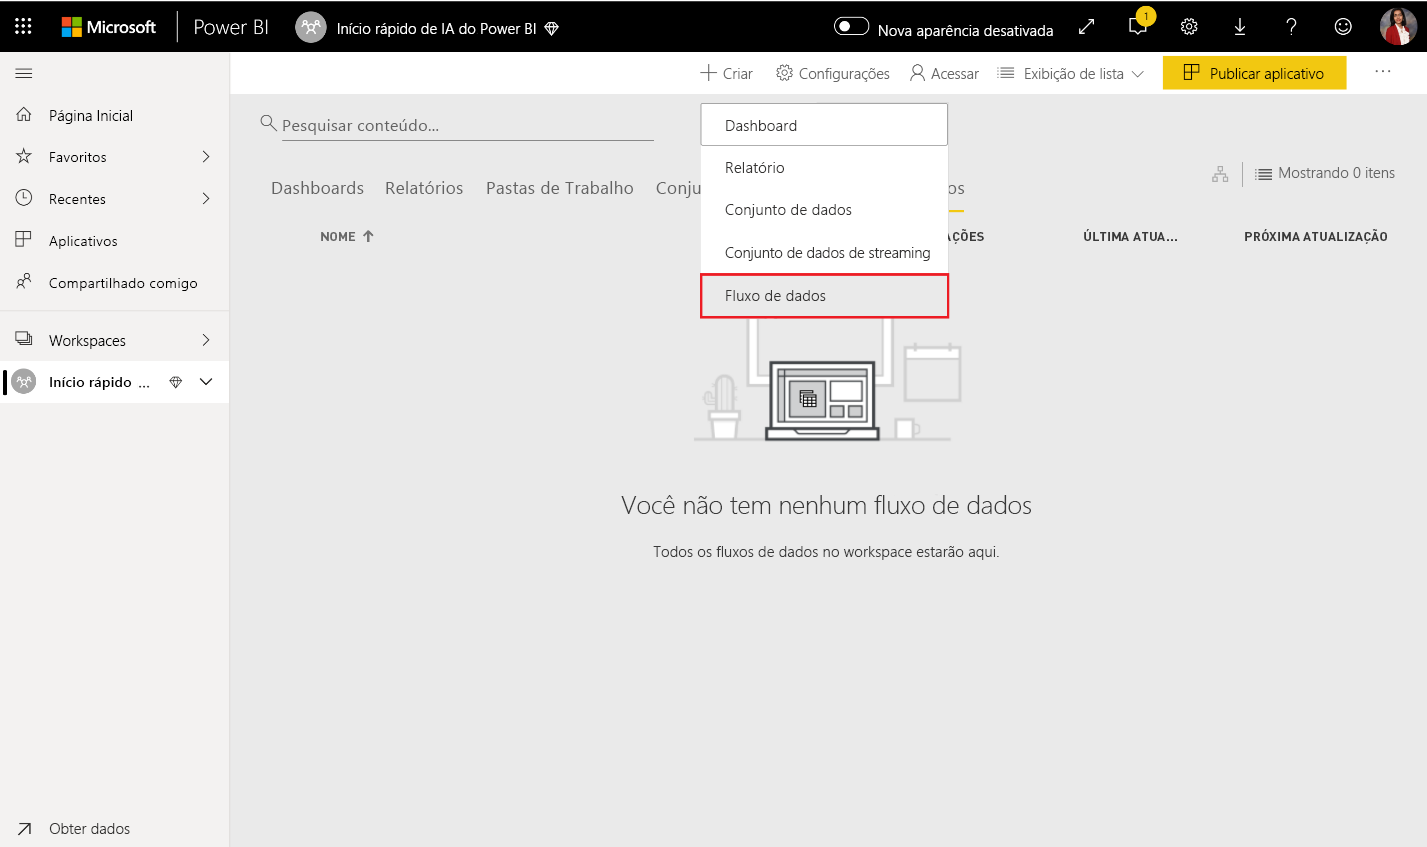 Microsoft Power BI Início rápido de IA do Power BI Nova aparência desativada 1 ?
Criar Configurações Acessar Exibição de lista Publicar aplicativo ...
Página Inicial
Favoritos
Recentes
Aplicativos
Compartilhado comigo
Workspaces
Início rápido ...
Obter dados
Pesquisar conteúdo...
Dashboard
Relatório
Conjunto de dados
Conjunto de dados de streaming
Fluxo de dados
Mostrando 0 itens
Dashboards Relatórios Pastas de Trabalho Conju os
NOME AÇÕES ÚLTIMA ATUA... PRÓXIMA ATUALIZAÇÃO
Você não tem nenhum fluxo de dados
Todos os fluxos de dados no workspace estarão aqui.